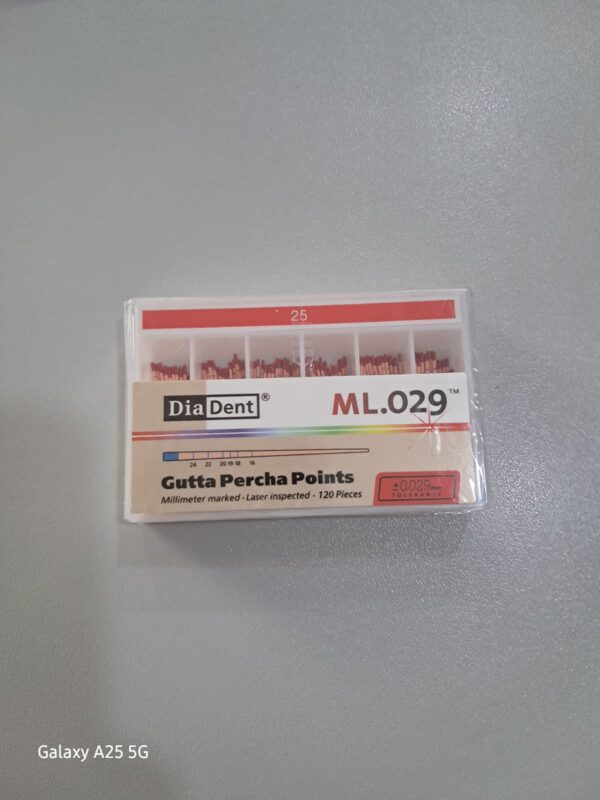 25
DiaDent®
ML.029™
24 22 20 19 18 16
Gutta Percha Points
Millimeter marked · Laser inspected · 120 Pieces
±0.029mm
TOLERANCE
Galaxy A25 5G